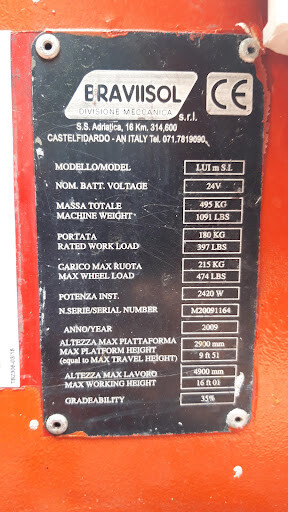 BRAVIISOL
DIVISIONE MECCANICA
s.r.l.
CE
S.S. Adriatica, 16 Km. 314,600
CASTELFIDARDO - AN ITALY Tel. 071.7819090
MODELLO/MODEL LUI m S.I.
NOM. BATT. VOLTAGE 24V
MASSA TOTALE 495 KG
MACHINE WEIGHT 1091 LBS
PORTATA 180 KG
RATED WORK LOAD 397 LBS
CARICO MAX RUOTA 215 KG
MAX WHEEL LOAD 474 LBS
POTENZA INST. 2420 W
N.SERIE/SERIAL NUMBER M20091164
ANNO/YEAR 2009
ALTEZZA MAX PIATTAFORMA 2900 mm
MAX PLATFORM HEIGHT 9 ft 51
(equal to MAX TRAVEL HEIGHT)
ALTEZZA MAX LAVORO 4900 mm
MAX WORKING HEIGHT 16 ft 01
GRADEABILITY 35%